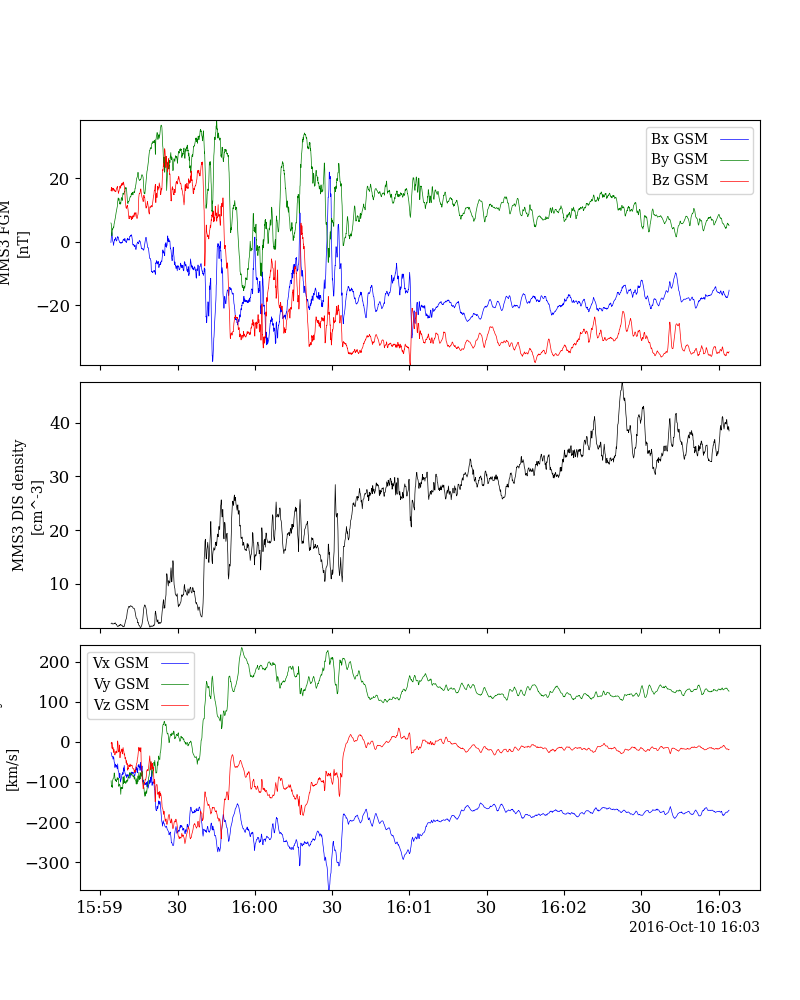 MMS3 FGM
[nT]
20
0
−20
Bx GSM
By GSM
Bz GSM
MMS3 DIS density
[cm^-3]
40
30
20
10
[km/s]
200
100
0
−100
−200
−300
Vx GSM
Vy GSM
Vz GSM
15:59 30 16:00 30 16:01 30 16:02 30 16:03
2016-Oct-10 16:03